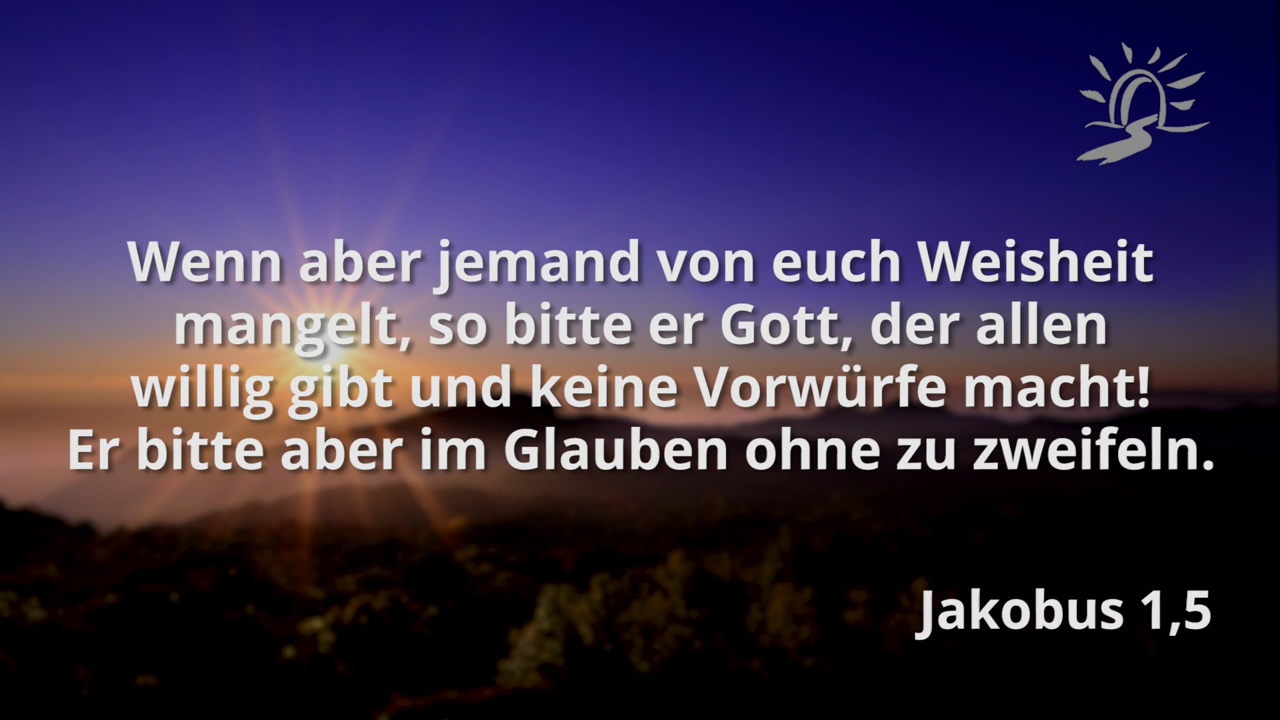 Wenn aber jemand von euch Weisheit
mangelt, so bitte er Gott, der allen
willig gibt und keine Vorwürfe macht!
Er bitte aber im Glauben ohne zu zweifeln.
Jakobus 1,5